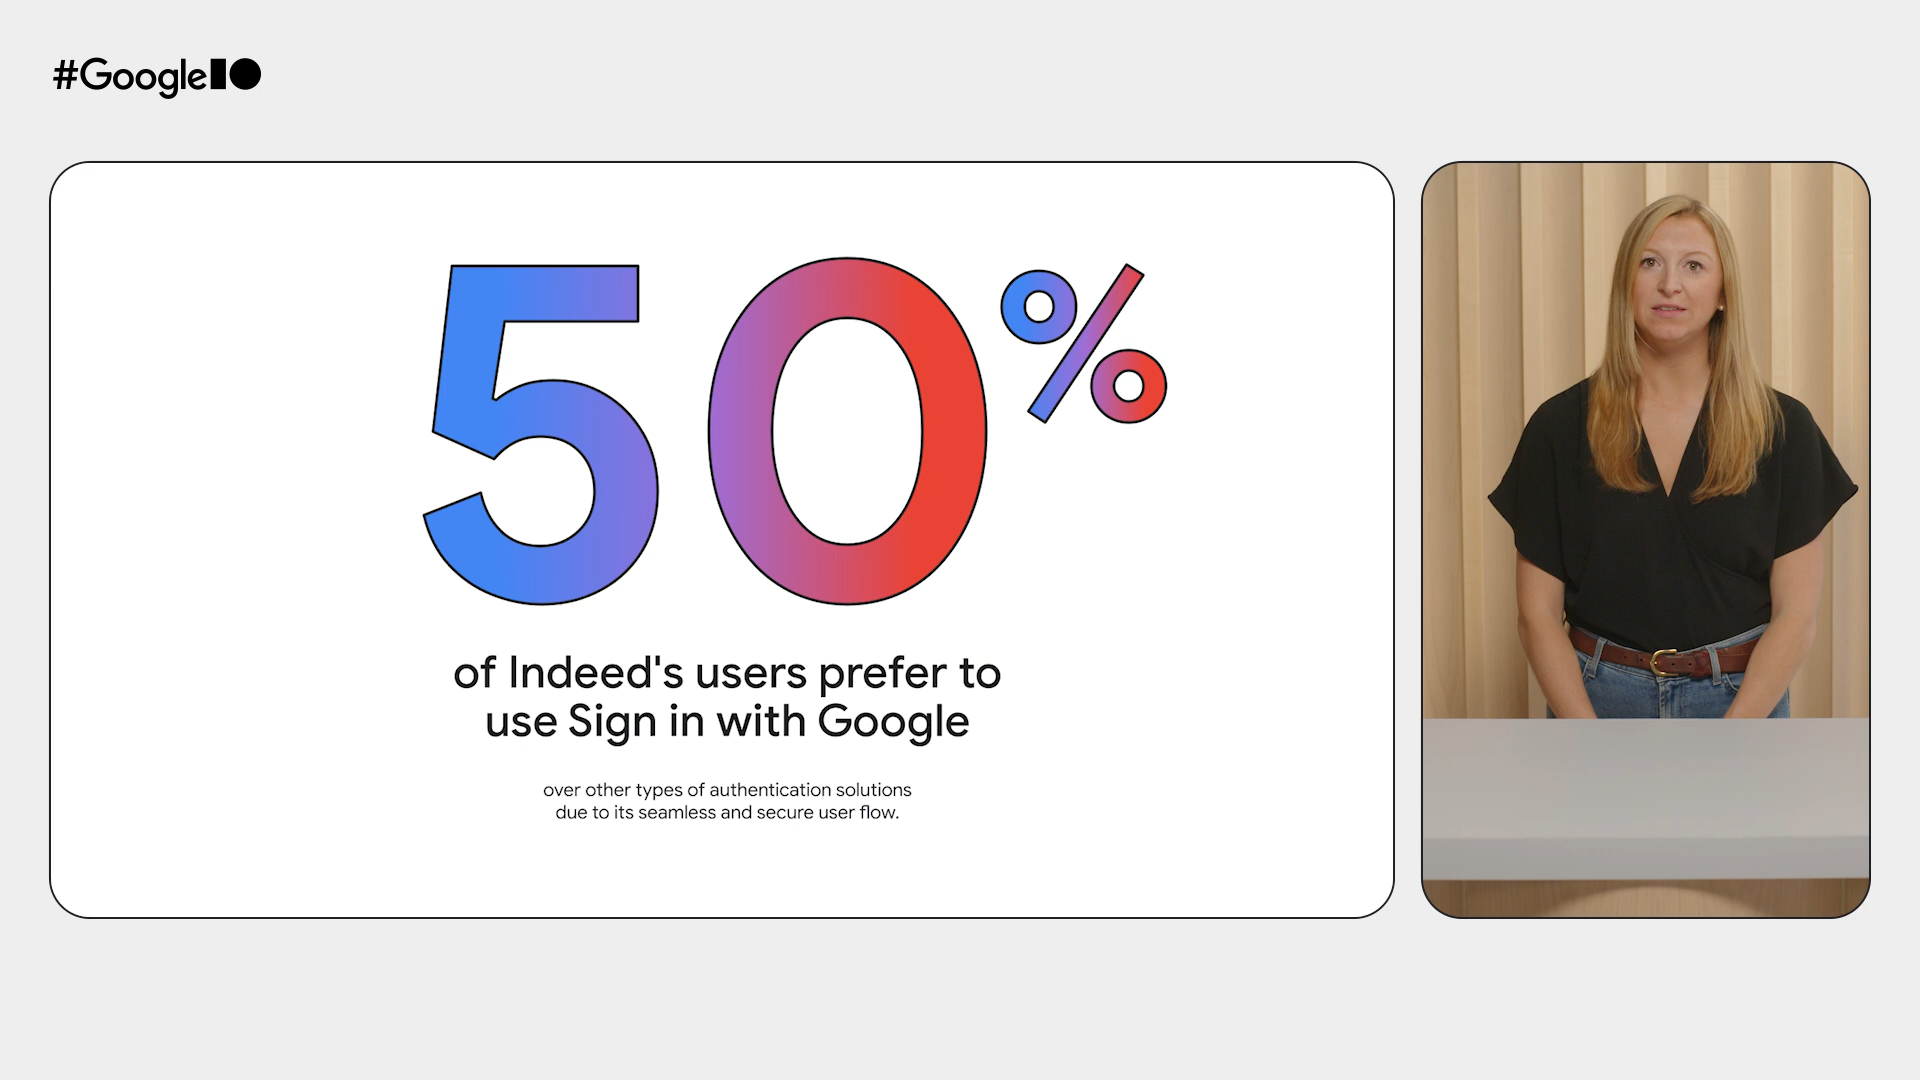 #GoogleIO
50%
of Indeed's users prefer to
use Sign in with Google
over other types of authentication solutions
due to its seamless and secure user flow.